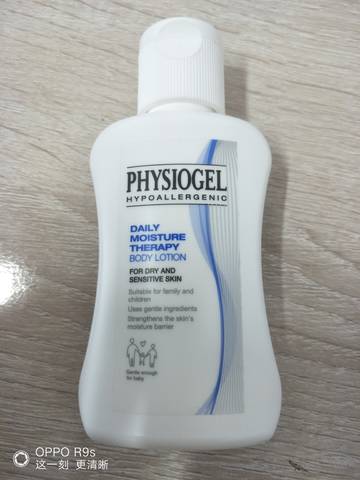 PHYSIOGEL
HYPOALLERGENIC
DAILY
MOISTURE
THERAPY
BODY LOTION
FOR DRY AND
SENSITIVE SKIN
Suitable for family and
children
Uses gentle ingredients
Strengthens the skin's
moisture barrier
Gentle enough
for baby
OPPO R9s
这一刻 更清晰